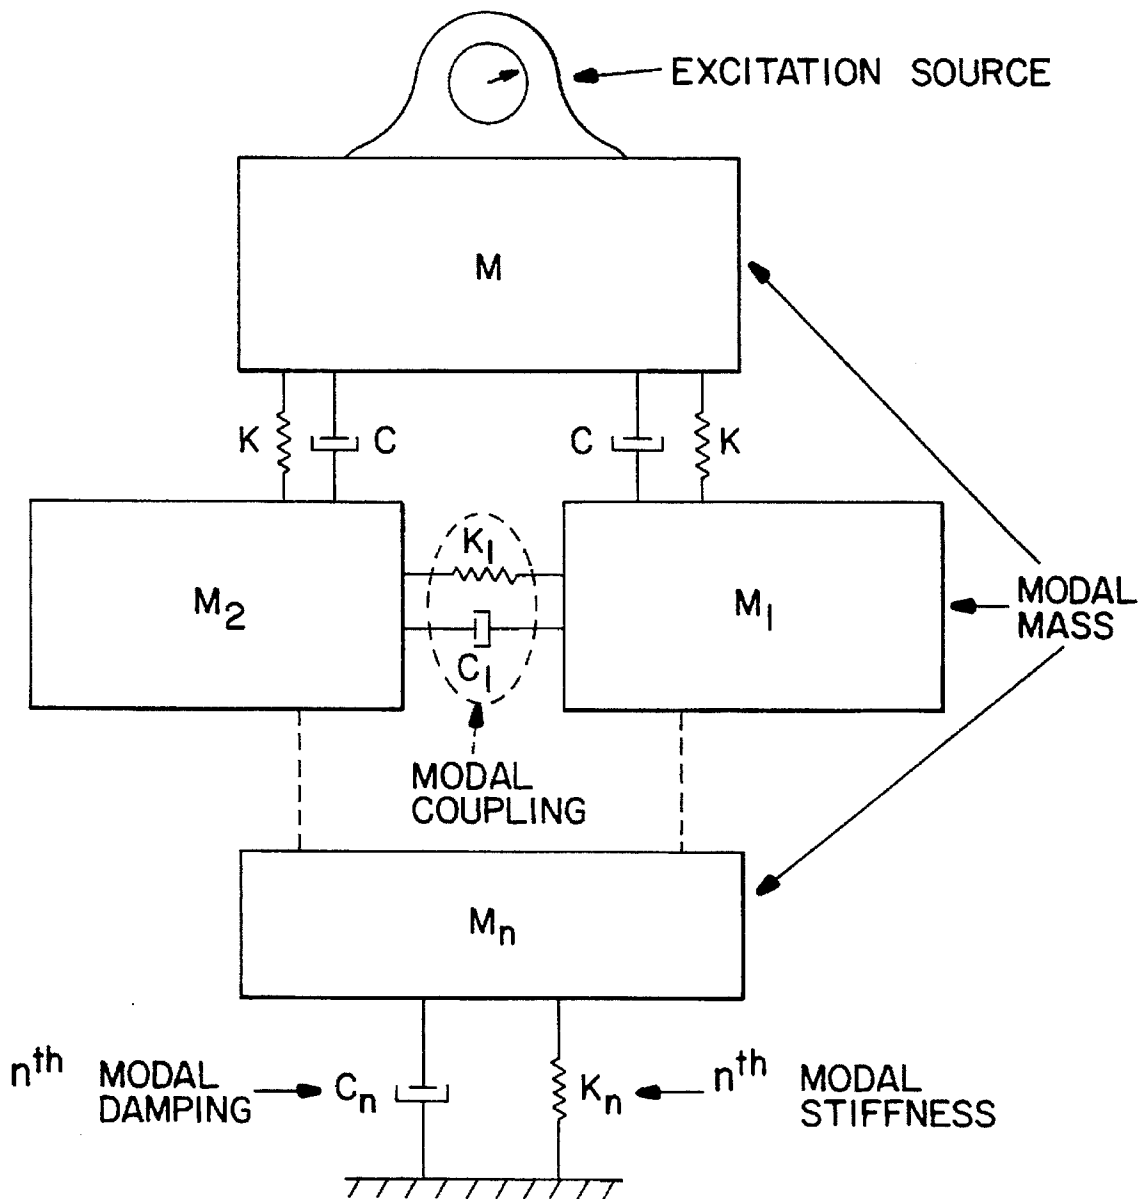 EXCITATION SOURCE
M
K C C K
K1
M2 M1
C1
MODAL
MASS
MODAL
COUPLING
Mn
nth MODAL
DAMPING
Cn Kn
nth MODAL
STIFFNESS